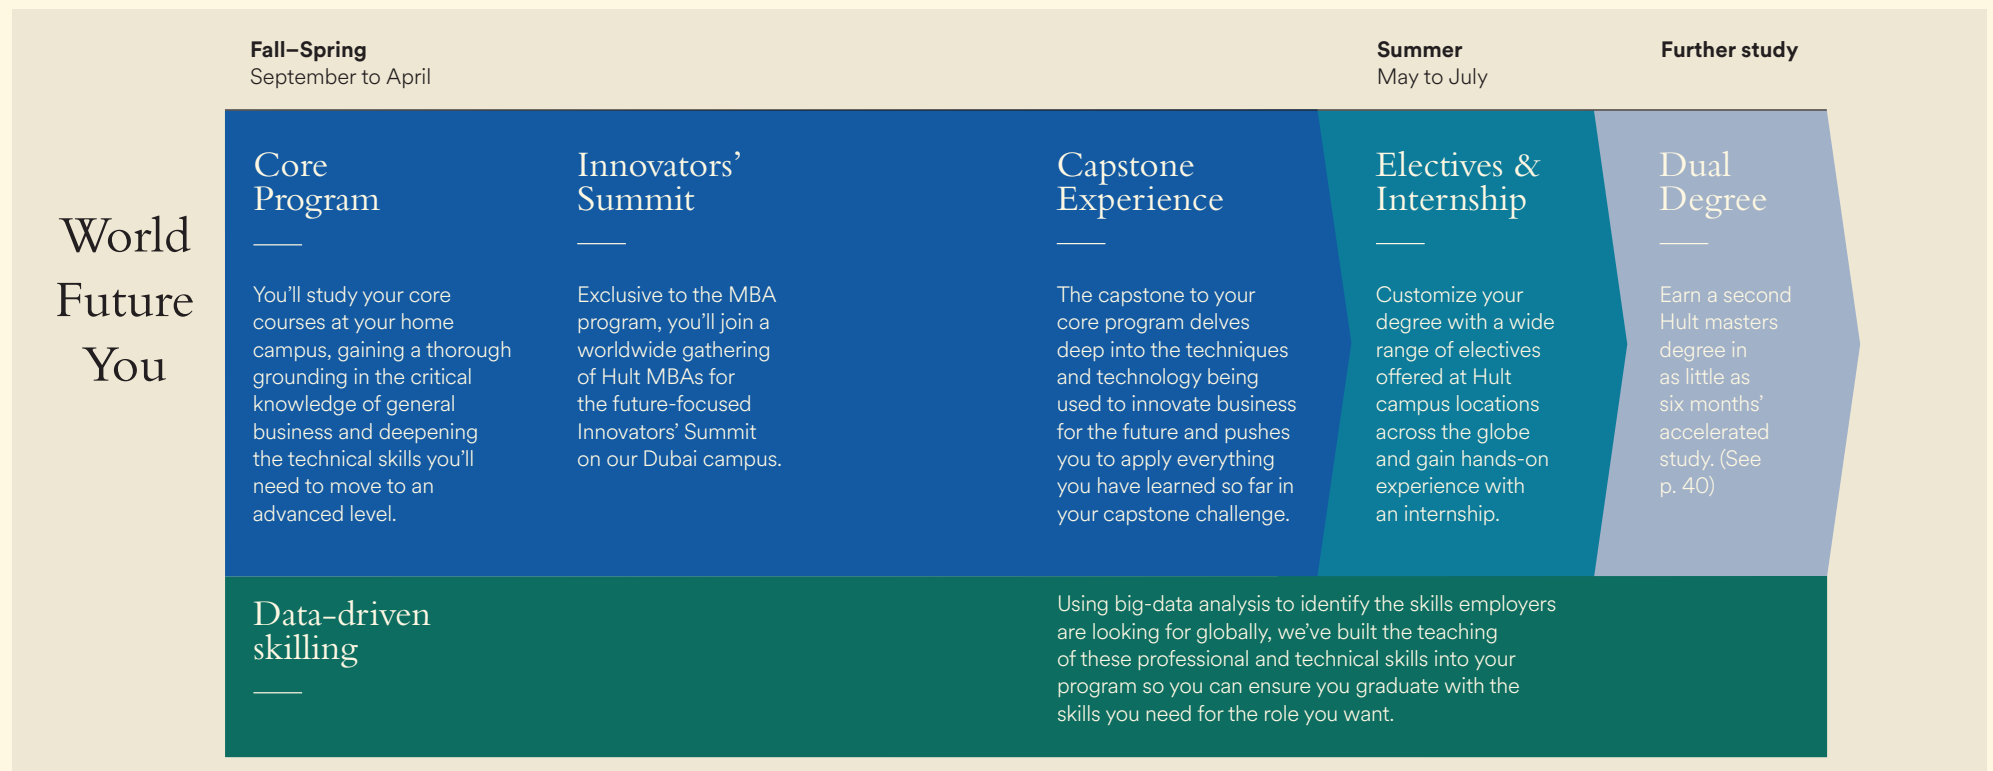 Fall–Spring
September to April
Summer
May to July
Further study
World
Future
You
Core
Program
You’ll study your core
courses at your home
campus, gaining a thorough
grounding in the critical
knowledge of general
business and deepening
the technical skills you’ll
need to move to an
advanced level.
Innovators’
Summit
Exclusive to the MBA
program, you’ll join a
worldwide gathering
of Hult MBAs for
the future-focused
Innovators’ Summit
on our Dubai campus.
Capstone
Experience
The capstone to your
core program delves
deep into the techniques
and technology being
used to innovate business
for the future and pushes
you to apply everything
you have learned so far in
your capstone challenge.
Electives &
Internship
Customize your
degree with a wide
range of electives
offered at Hult
campus locations
across the globe
and gain hands-on
experience with
an internship.
Dual
Degree
Earn a second
Hult masters
degree in
as little as
six months’
accelerated
study. (See
p. 40)
Data-driven
skilling
Using big-data analysis to identify the skills employers
are looking for globally, we’ve built the teaching
of these professional and technical skills into your
program so you can ensure you graduate with the
skills you need for the role you want.